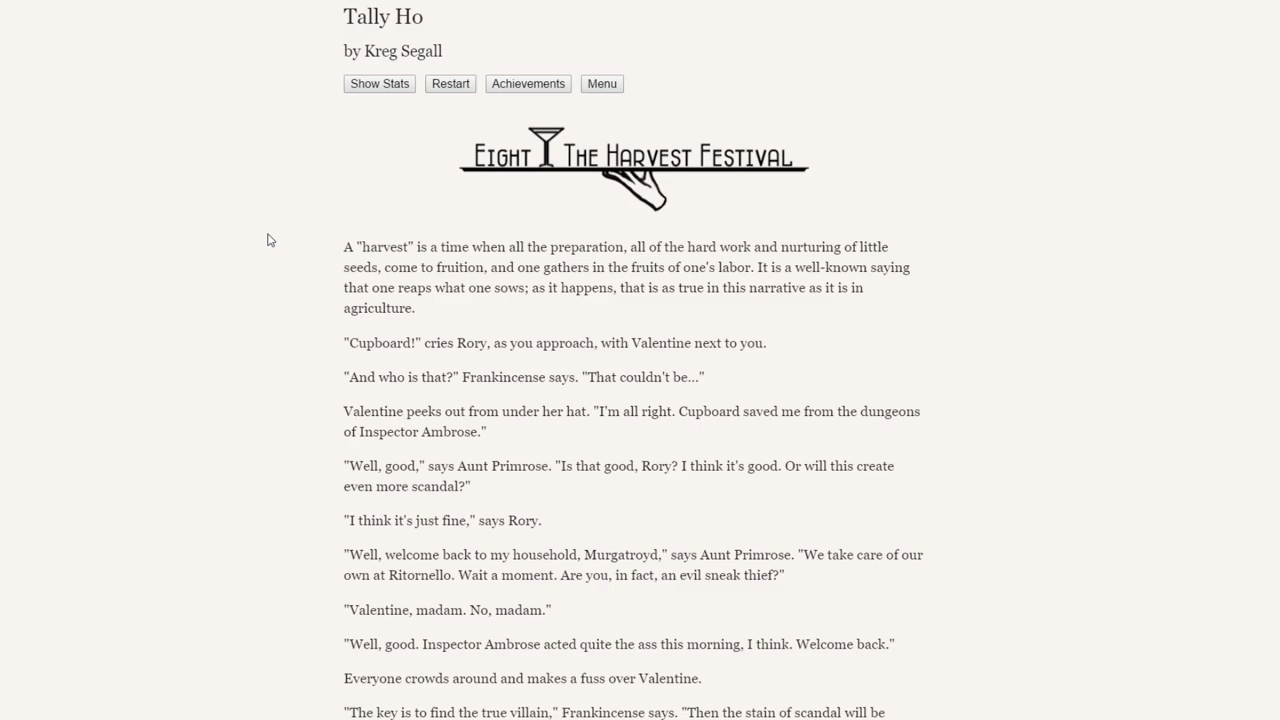 Tally Ho
by Kreg Segall
Show Stats Restart Achievements Menu
Eight The Harvest Festival
A "harvest" is a time when all the preparation, all of the hard work and nurturing of little
seeds, come to fruition, and one gathers in the fruits of one's labor. It is a well-known saying
that one reaps what one sows; as it happens, that is as true in this narrative as it is in
agriculture.
"Cupboard!" cries Rory, as you approach, with Valentine next to you.
"And who is that?" Frankincense says. "That couldn't be..."
Valentine peeks out from under her hat. "I'm all right. Cupboard saved me from the dungeons
of Inspector Ambrose."
"Well, good," says Aunt Primrose. "Is that good, Rory? I think it's good. Or will this create
even more scandal?"
"I think it's just fine," says Rory.
"Well, welcome back to my household, Murgatroyd," says Aunt Primrose. "We take care of our
own at Ritornello. Wait a moment. Are you, in fact, an evil sneak thief?"
"Valentine, madam. No, madam."
"Well, good. Inspector Ambrose acted quite the ass this morning, I think. Welcome back."
Everyone crowds around and makes a fuss over Valentine.
"The key is to find the true villain," Frankincense says. "Then the stain of scandal will be